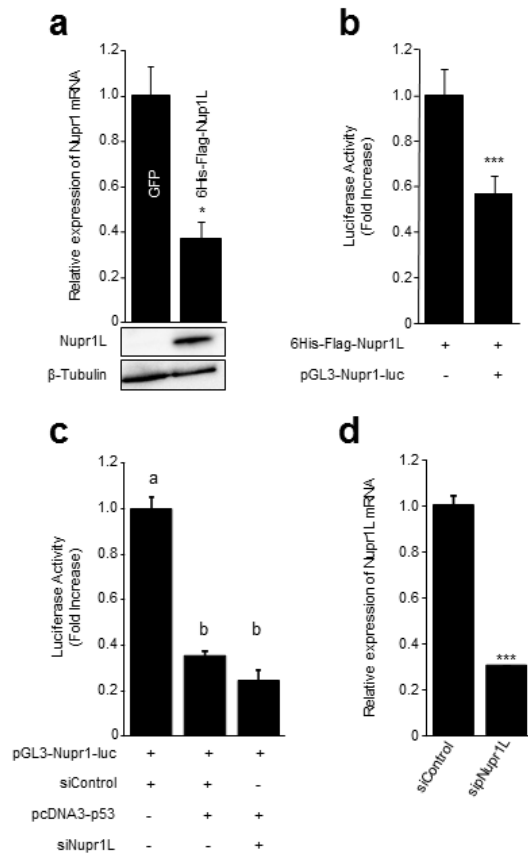 a
Relative expression of Nupr1 mRNA
1.2
1.0
0.8
0.6
0.4
0.2
0
GFP
* 6His-Flag-Nup1L
Nupr1L
β-Tubulin
b
Luciferase Activity
(Fold Increase)
1.2
1.0
0.8
0.6
0.4
0.2
0
***
6His-Flag-Nupr1L + +
pGL3-Nupr1-luc - +
c
Luciferase Activity
(Fold Increase)
1.2
1.0
0.8
0.6
0.4
0.2
0
a
b
b
pGL3-Nupr1-luc + + +
siControl + + -
pcDNA3-p53 - + +
siNupr1L - - +
d
Relative expression of Nupr1L mRNA
1.2
1.0
0.8
0.6
0.4
0.2
0
***
siControl
sipNupr1L